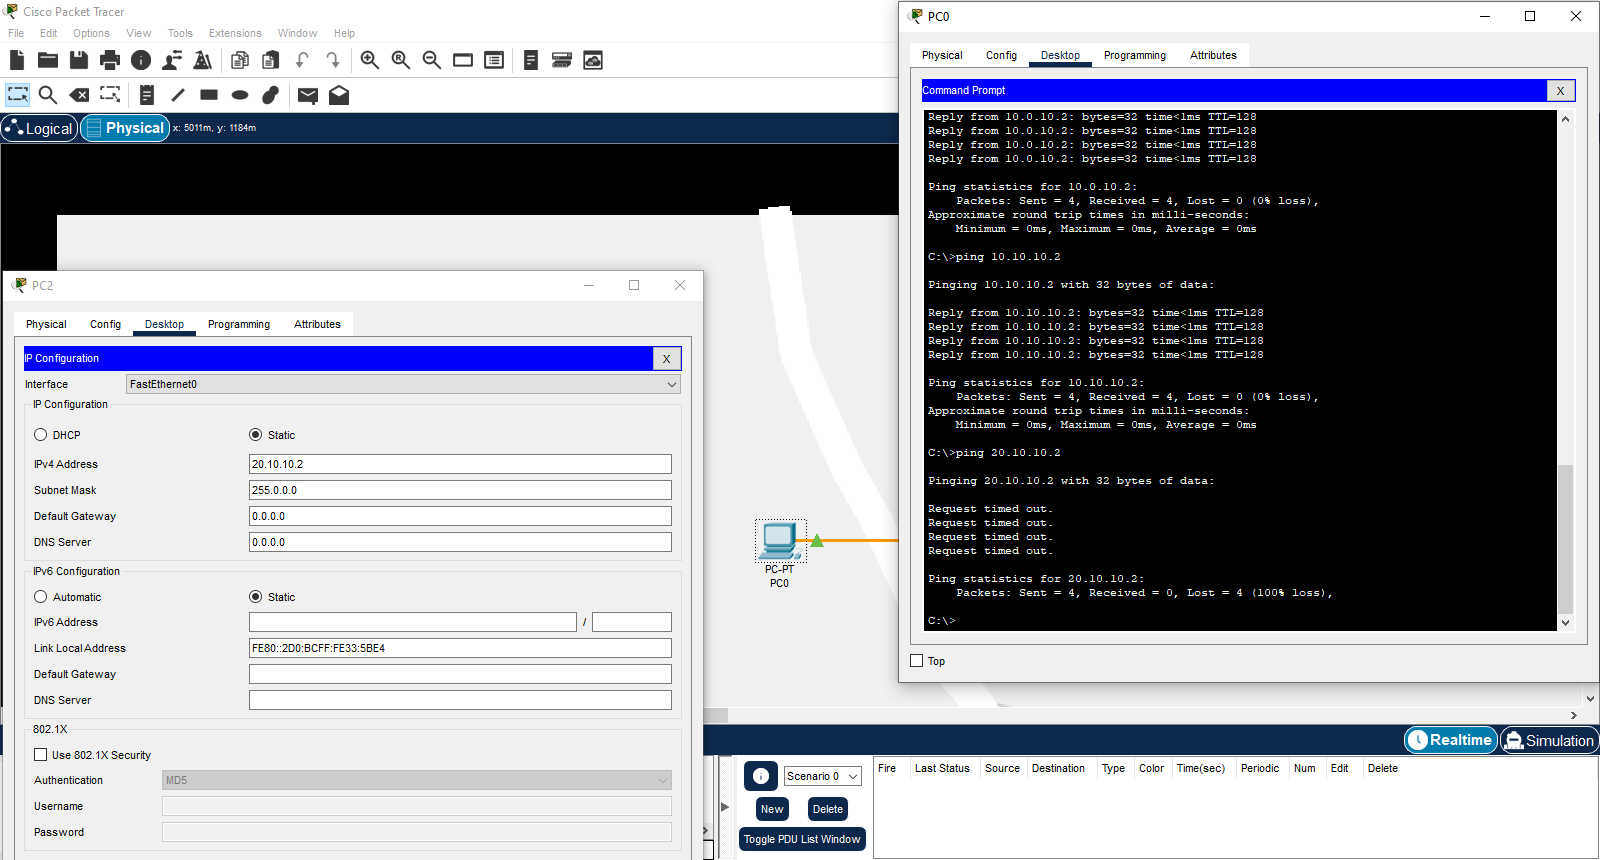 Cisco Packet Tracer
File Edit Options View Tools Extensions Window Help
Logical Physical x: 5011m, y: 1184m
PC-PT
PC0
PC2
Physical Config Desktop Programming Attributes
IP Configuration X
Interface FastEthernet0
IP Configuration
DHCP Static
IPv4 Address 20.10.10.2
Subnet Mask 255.0.0.0
Default Gateway 0.0.0.0
DNS Server 0.0.0.0
IPv6 Configuration
Automatic Static
IPv6 Address /
Link Local Address FE80::2D0:BCFF:FE33:5BE4
Default Gateway
DNS Server
802.1X
Use 802.1X Security
Authentication MD5
Username
Password
PC0
Physical Config Desktop Programming Attributes
Command Prompt X
Reply from 10.0.10.2: bytes=32 time<1ms TTL=128
Reply from 10.0.10.2: bytes=32 time<1ms TTL=128
Reply from 10.0.10.2: bytes=32 time<1ms TTL=128
Reply from 10.0.10.2: bytes=32 time<1ms TTL=128
Ping statistics for 10.0.10.2:
Packets: Sent = 4, Received = 4, Lost = 0 (0% loss),
Approximate round trip times in milli-seconds:
Minimum = 0ms, Maximum = 0ms, Average = 0ms
C:\>ping 10.10.10.2
Pinging 10.10.10.2 with 32 bytes of data:
Reply from 10.10.10.2: bytes=32 time<1ms TTL=128
Reply from 10.10.10.2: bytes=32 time<1ms TTL=128
Reply from 10.10.10.2: bytes=32 time<1ms TTL=128
Reply from 10.10.10.2: bytes=32 time<1ms TTL=128
Ping statistics for 10.10.10.2:
Packets: Sent = 4, Received = 4, Lost = 0 (0% loss),
Approximate round trip times in milli-seconds:
Minimum = 0ms, Maximum = 0ms, Average = 0ms
C:\>ping 20.10.10.2
Pinging 20.10.10.2 with 32 bytes of data:
Request timed out.
Request timed out.
Request timed out.
Request timed out.
Ping statistics for 20.10.10.2:
Packets: Sent = 4, Received = 0, Lost = 4 (100% loss),
C:\>
Top
Realtime Simulation
Scenario 0
New Delete
Toggle PDU List Window
Fire Last Status Source Destination Type Color Time(sec) Periodic Num Edit Delete